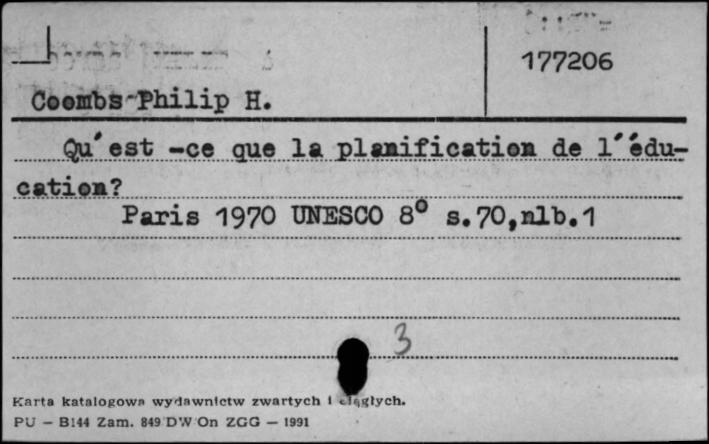 177206
Coombs Philip H.
Qu'est -ce que la planification de l''édu-
cation?
Paris 1970 UNESCO 8° s.70,nlb.1
3
Karta katalogowa wydawnictw zwartych i ciągłych.
PU — B144 Zam. 849 DW On ZGG — 1991